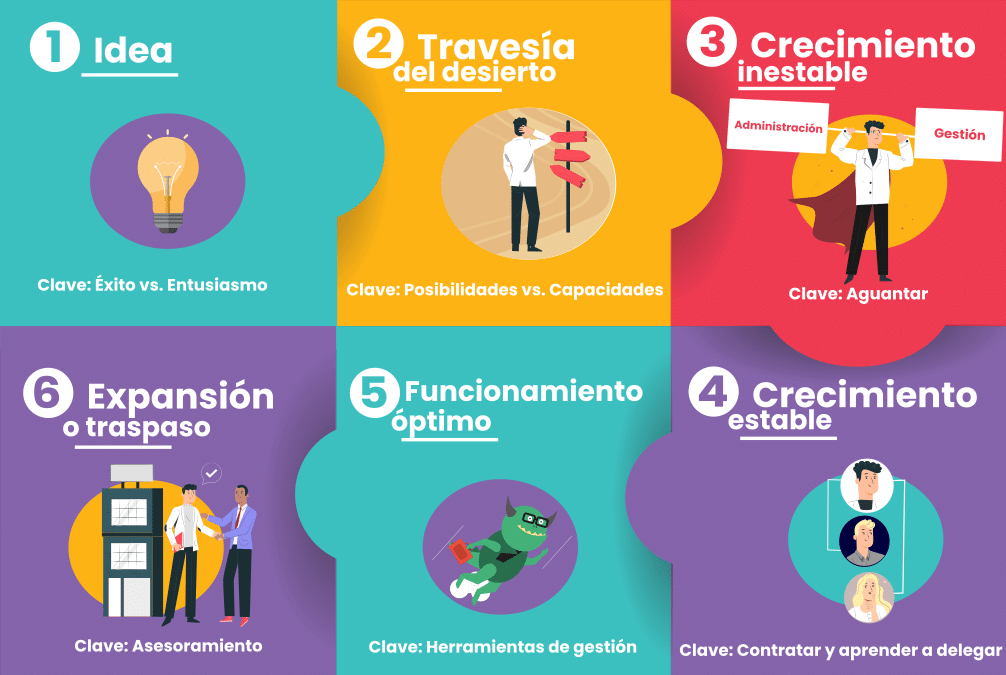 1 Idea
Clave: Éxito vs. Entusiasmo
2 Travesía
del desierto
Clave: Posibilidades vs. Capacidades
3 Crecimiento
inestable
Administración
Gestión
Clave: Aguantar
4 Crecimiento
estable
Clave: Contratar y aprender a delegar
5 Funcionamiento
óptimo
Clave: Herramientas de gestión
6 Expansión
o traspaso
Clave: Asesoramiento